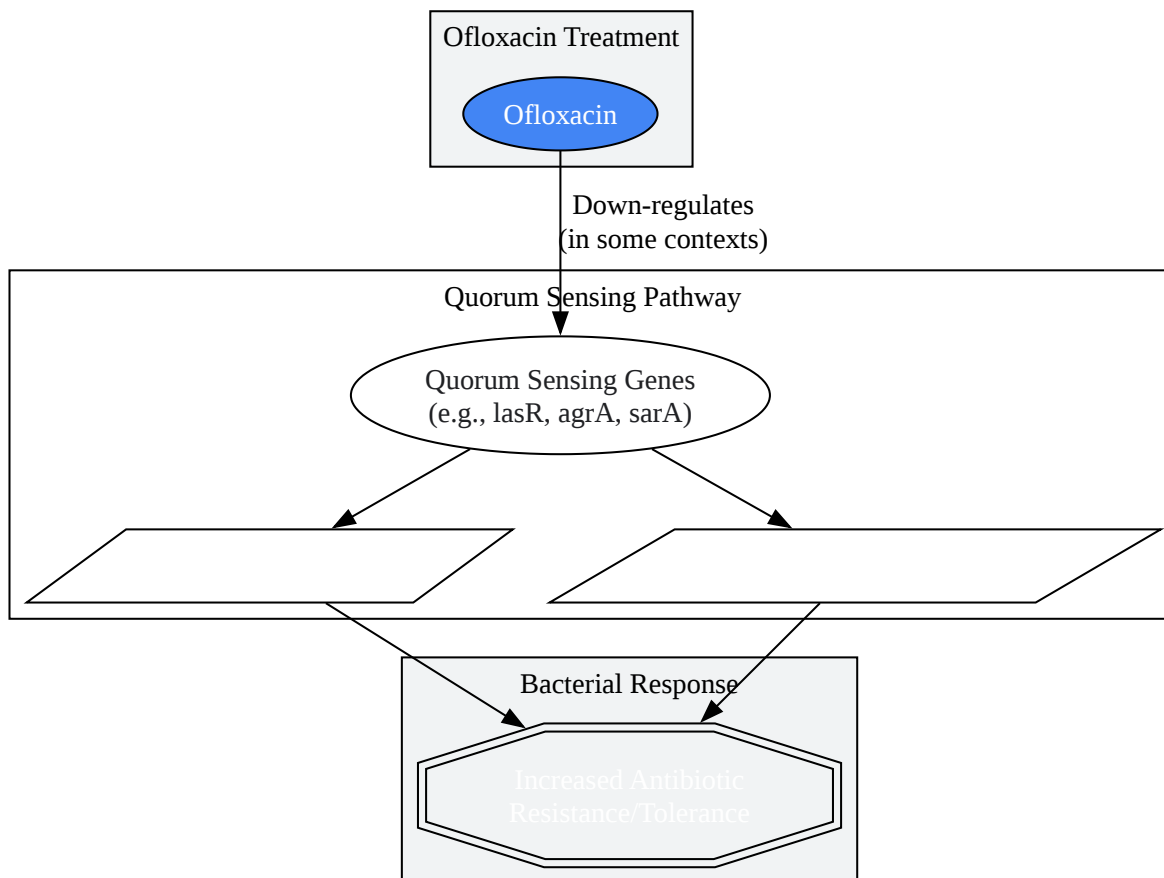 Ofloxacin Treatment
Ofloxacin
Down-regulates
(in some contexts)
Quorum Sensing Pathway
Quorum Sensing Genes
(e.g., lasR, agrA, sarA)
Bacterial Response
Increased Antibiotic
Resistance/Tolerance